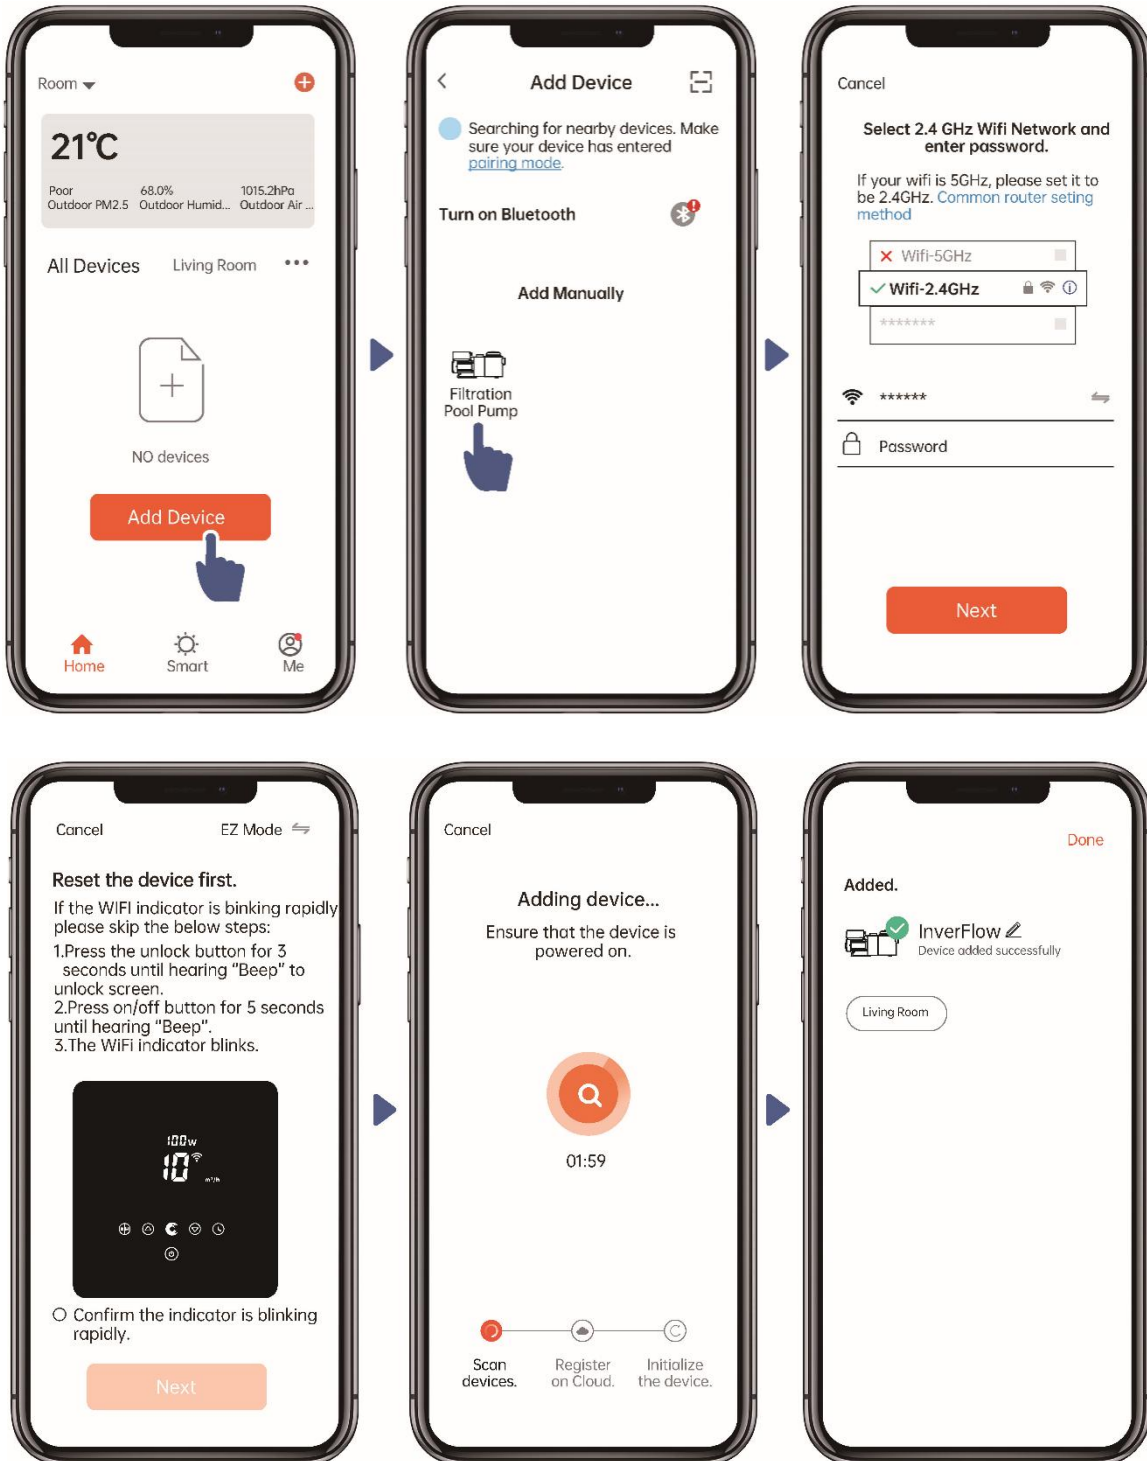 Room
21°C
Poor 68.0% 1015.2hPa
Outdoor PM2.5 Outdoor Humid... Outdoor Air ...
All Devices Living Room •••
NO devices
Add Device
Home Smart Me
Add Device
Searching for nearby devices. Make
sure your device has entered
pairing mode.
Turn on Bluetooth
Add Manually
Filtration
Pool Pump
Cancel
Select 2.4 GHz Wifi Network and
enter password.
If your wifi is 5GHz, please set it to
be 2.4GHz. Common router seting
method
Wifi-5GHz
Wifi-2.4GHz
*******
******
Password
Next
Cancel EZ Mode
Reset the device first.
If the WIFI indicator is binking rapidly
please skip the below steps:
1.Press the unlock button for 3
seconds until hearing "Beep" to
unlock screen.
2.Press on/off button for 5 seconds
until hearing "Beep".
3.The WiFi indicator blinks.
100w
10
m³/h
Confirm the indicator is blinking
rapidly.
Next
Cancel
Adding device...
Ensure that the device is
powered on.
01:59
Scan Register Initialize
devices. on Cloud. the device.
Done
Added.
InverFlow
Device added successfully
Living Room